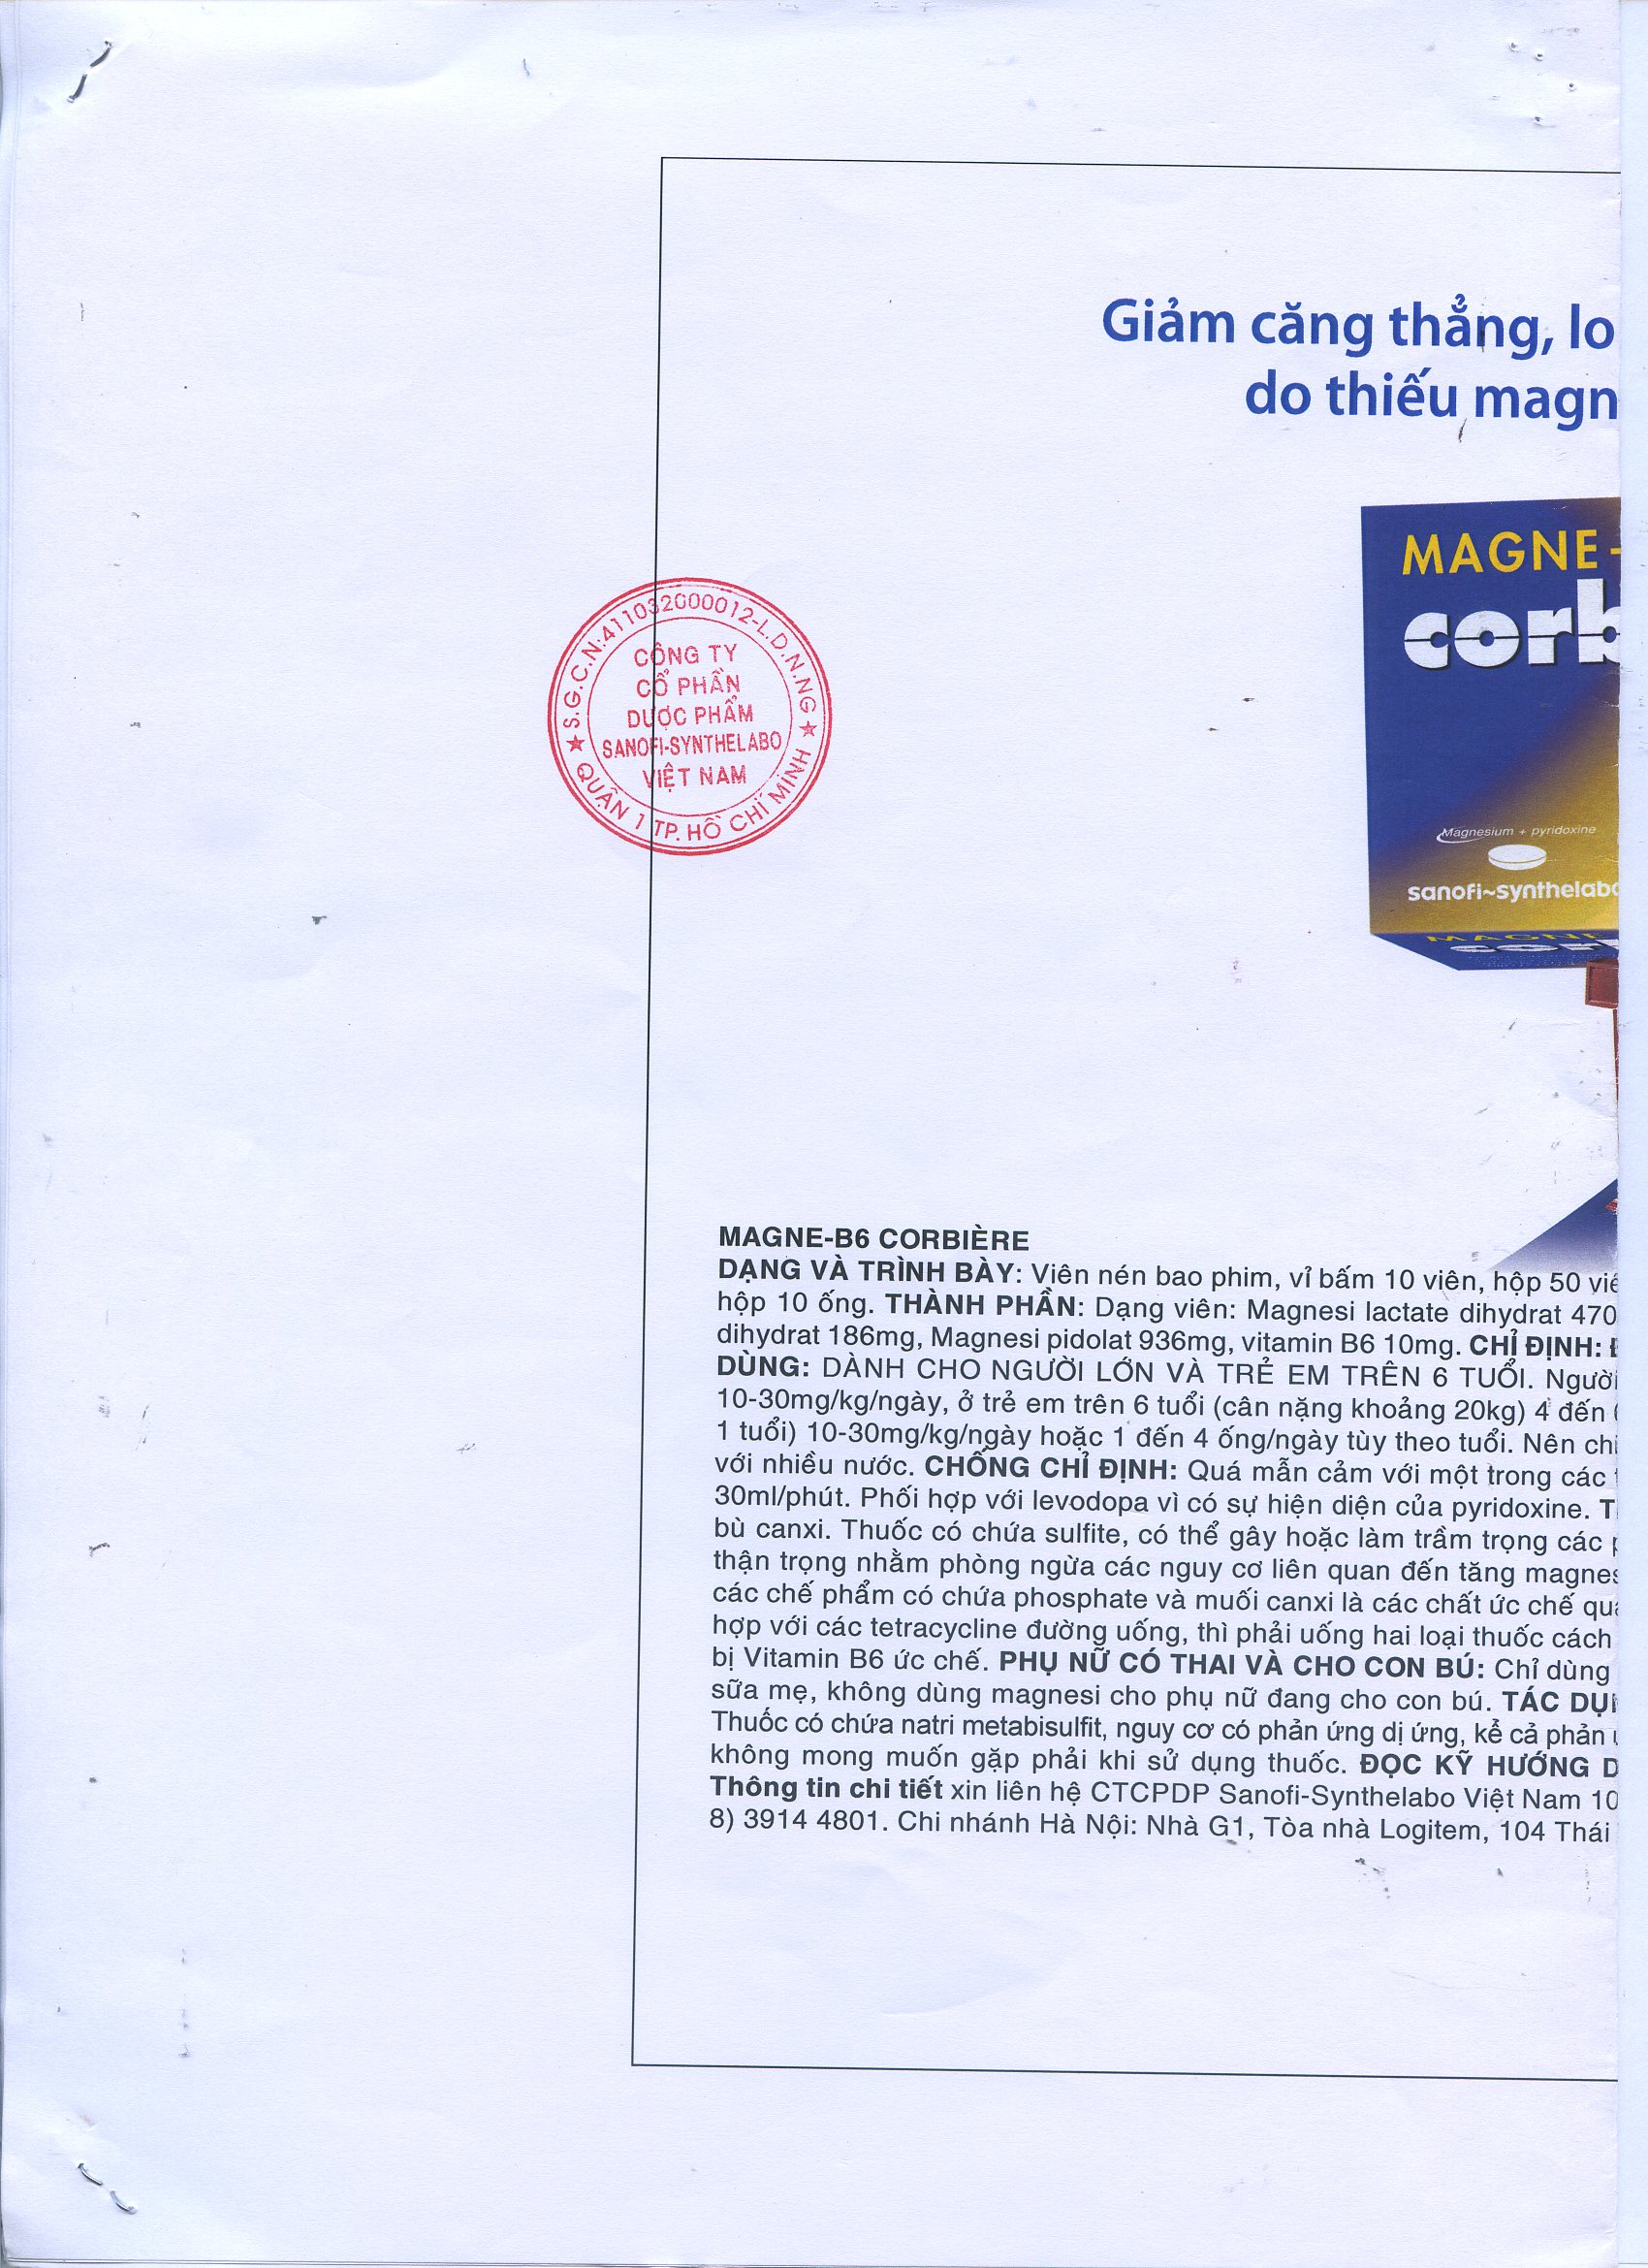 Giảm căng thẳng, lo
do thiếu magn
MAGNE-
corb
Magnesium + pyridoxine
sanofi~synthelabo
S.G.C.N:411032000012-L.D.N.NG
CÔNG TY
CỔ PHẦN
DƯỢC PHẨM
SANOFI-SYNTHELABO
VIỆT NAM
QUẬN 1 TP. HỒ CHÍ MINH
MAGNE-B6 CORBIÈRE
DẠNG VÀ TRÌNH BÀY: Viên nén bao phim, vỉ bấm 10 viên, hộp 50 viê
hộp 10 ống. THÀNH PHẦN: Dạng viên: Magnesi lactate dihydrat 470
dihydrat 186mg, Magnesi pidolat 936mg, vitamin B6 10mg. CHỈ ĐỊNH:
DÙNG: DÀNH CHO NGƯỜI LỚN VÀ TRẺ EM TRÊN 6 TUỔI. Người
10-30mg/kg/ngày, ở trẻ em trên 6 tuổi (cân nặng khoảng 20kg) 4 đến
1 tuổi) 10-30mg/kg/ngày hoặc 1 đến 4 ống/ngày tùy theo tuổi. Nên chi
với nhiều nước. CHỐNG CHỈ ĐỊNH: Quá mẫn cảm với một trong các
30ml/phút. Phối hợp với levodopa vì có sự hiện diện của pyridoxine. T
bù canxi. Thuốc có chứa sulfite, có thể gây hoặc làm trầm trọng các
thận trọng nhằm phòng ngừa các nguy cơ liên quan đến tăng magnes
các chế phẩm có chứa phosphate và muối canxi là các chất ức chế qu
hợp với các tetracycline đường uống, thì phải uống hai loại thuốc cách
bị Vitamin B6 ức chế. PHỤ NỮ CÓ THAI VÀ CHO CON BÚ: Chỉ dùng
sữa mẹ, không dùng magnesi cho phụ nữ đang cho con bú. TÁC DỤ
Thuốc có chứa natri metabisulfit, nguy cơ có phản ứng dị ứng, kể cả phản
không mong muốn gặp phải khi sử dụng thuốc. ĐỌC KỸ HƯỚNG D
Thông tin chi tiết xin liên hệ CTCPDP Sanofi-Synthelabo Việt Nam 10
8) 3914 4801. Chi nhánh Hà Nội: Nhà G1, Tòa nhà Logitem, 104 Thái